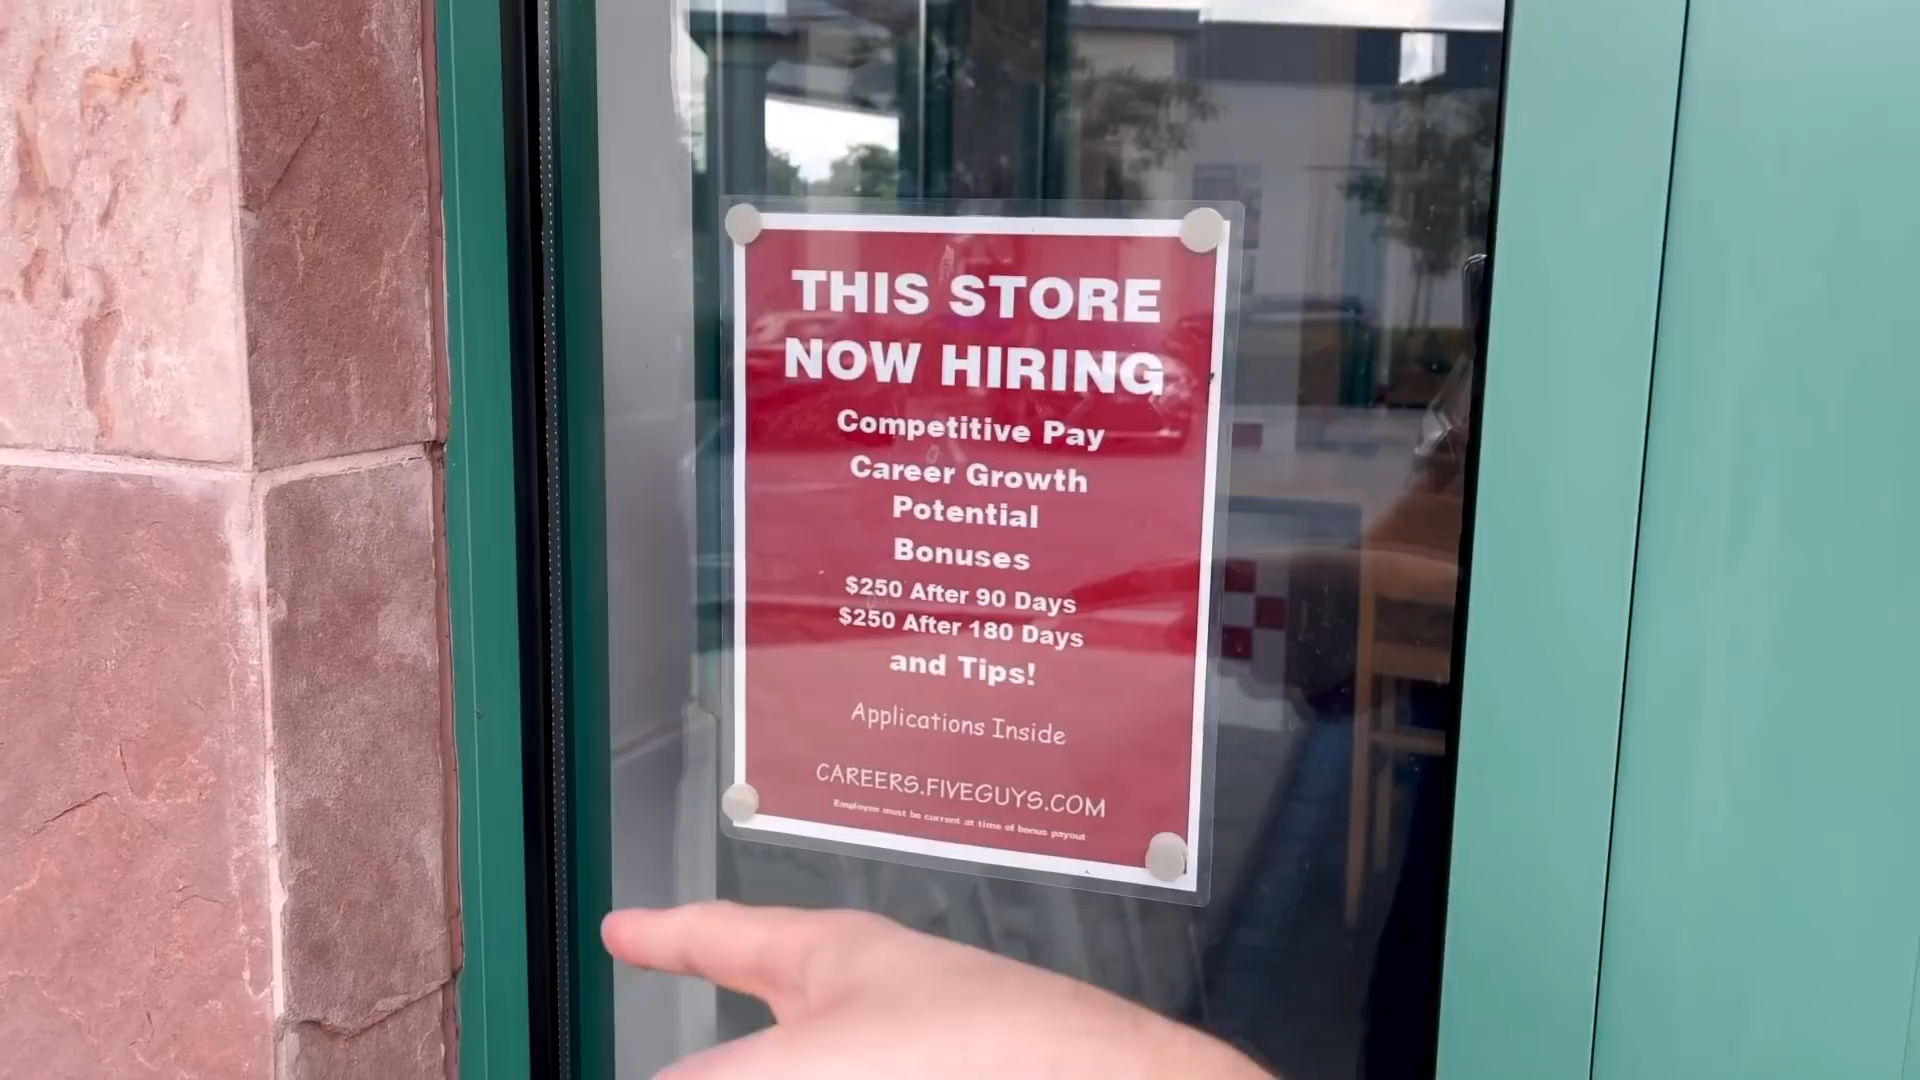 THIS STORE
NOW HIRING
Competitive Pay
Career Growth
Potential
Bonuses
$250 After 90 Days
$250 After 180 Days
and Tips!
Applications Inside
CAREERS.FIVEGUYS.COM
Employee must be current at time of bonus payout